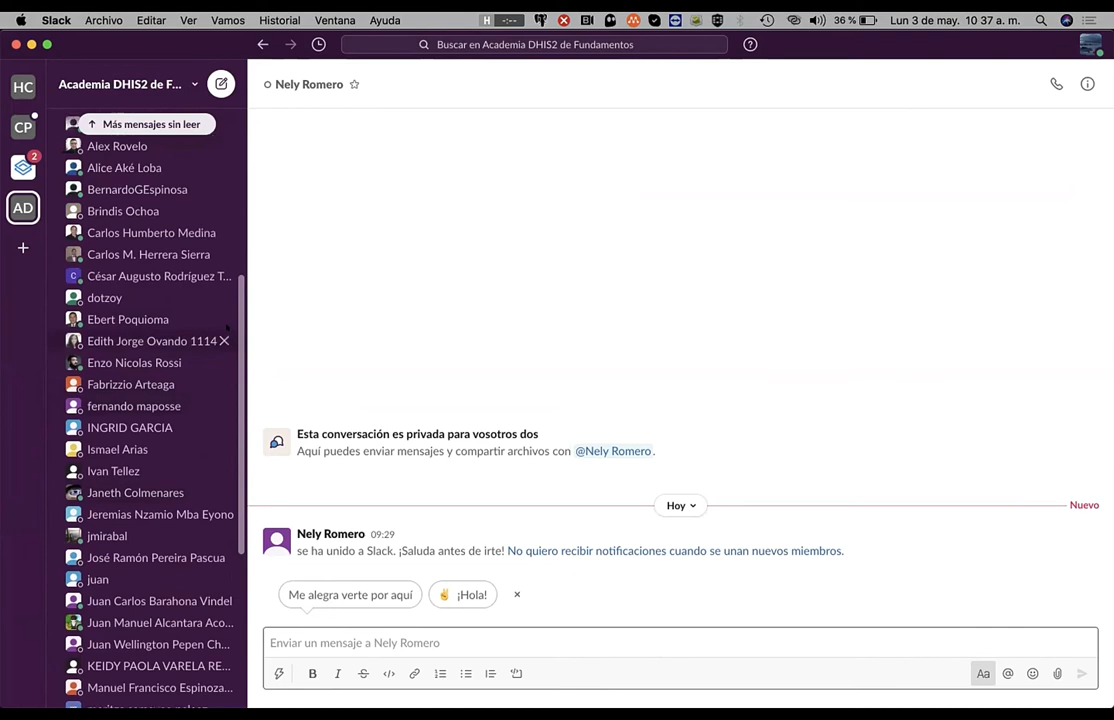 Slack Archivo Editar Ver Vamos Historial Ventana Ayuda H -:-- 36 % Lun 3 de may. 10 37 a. m.
Buscar en Academia DHIS2 de Fundamentos
HC
CP
2
AD
+
Academia DHIS2 de F...
Más mensajes sin leer
Alex Rovelo
Alice Aké Loba
BernardoGEspinosa
Brindis Ochoa
Carlos Humberto Medina
Carlos M. Herrera Sierra
C César Augusto Rodríguez T...
dotzoy
Ebert Poquioma
Edith Jorge Ovando 1114
Enzo Nicolas Rossi
Fabrizzio Arteaga
fernando maposse
INGRID GARCIA
Ismael Arias
Ivan Tellez
Janeth Colmenares
Jeremias Nzamio Mba Eyono
jmirabal
José Ramón Pereira Pascua
juan
Juan Carlos Barahona Vindel
Juan Manuel Alcantara Aco...
Juan Wellington Pepen Ch...
KEIDY PAOLA VARELA RE...
Manuel Francisco Espinoza...
Nely Romero
Esta conversación es privada para vosotros dos
Aquí puedes enviar mensajes y compartir archivos con @Nely Romero.
Hoy
Nuevo
Nely Romero 09:29
se ha unido a Slack. ¡Saluda antes de irte! No quiero recibir notificaciones cuando se unan nuevos miembros.
Me alegra verte por aquí
✌ ¡Hola!
Enviar un mensaje a Nely Romero
B I S Aa @